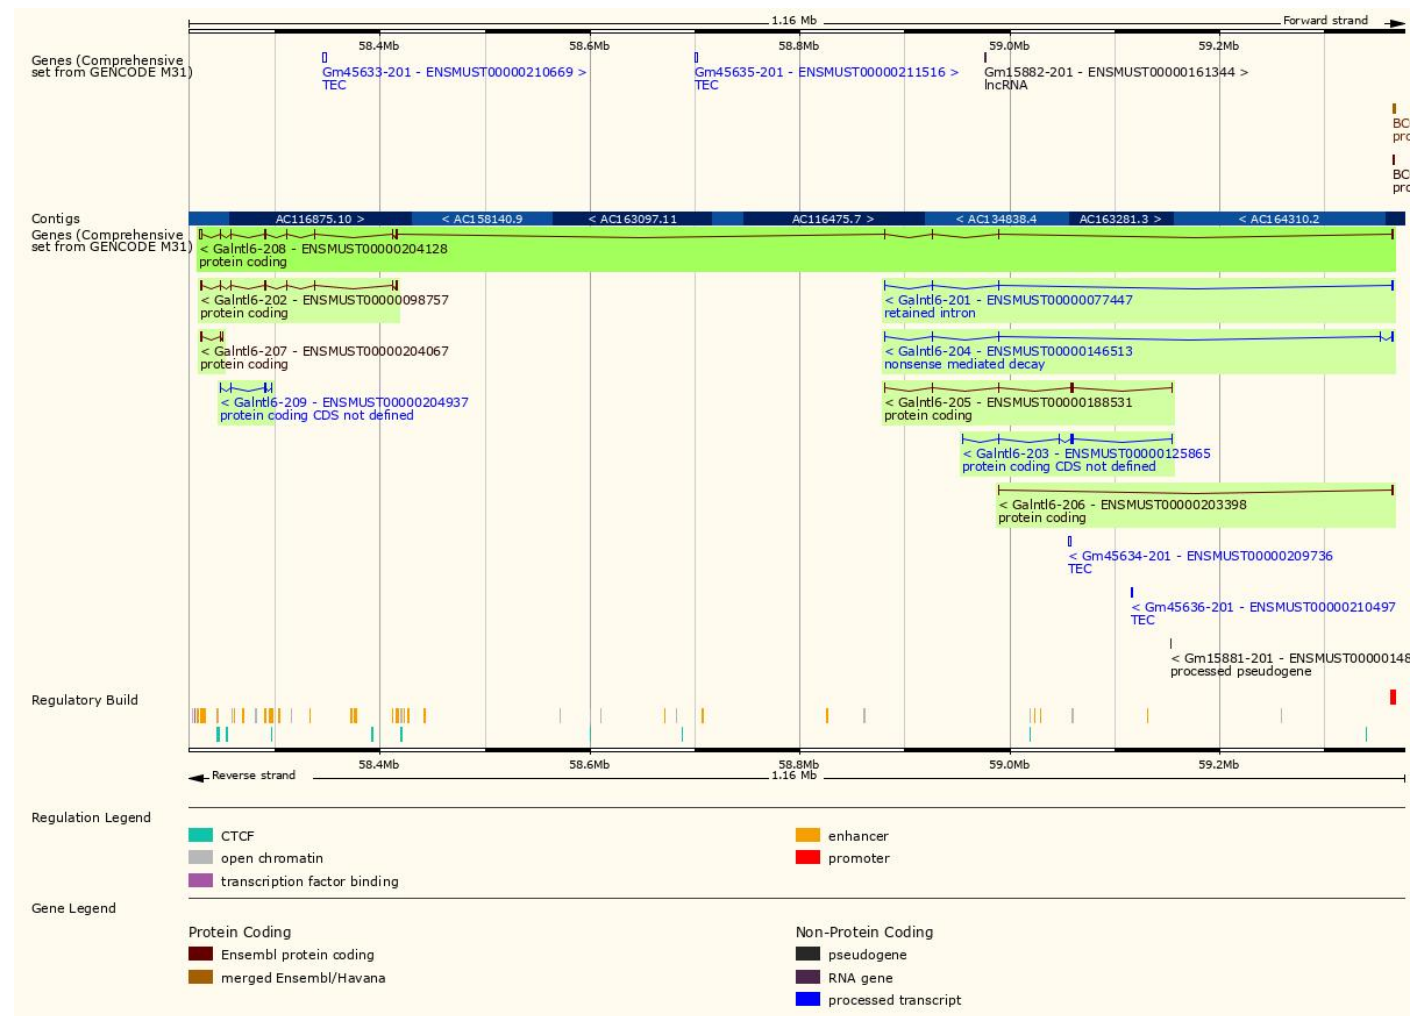 1.16 Mb Forward strand
58.4Mb 58.6Mb 58.8Mb 59.0Mb 59.2Mb
Genes (Comprehensive
set from GENCODE M31)
Gm45633-201 - ENSMUST00000210669 > Gm45635-201 - ENSMUST00000211516 > Gm15882-201 - ENSMUST00000161344 >
TEC TEC lncRNA
BC
pro
BC
pro
Contigs AC116875.10 > < AC158140.9 < AC163097.11 AC116475.7 > < AC134838.4 AC163281.3 > < AC164310.2
Genes (Comprehensive
set from GENCODE M31)
< Galntl6-208 - ENSMUST00000204128
protein coding
< Galntl6-202 - ENSMUST00000098757 < Galntl6-201 - ENSMUST00000077447
protein coding retained intron
< Galntl6-207 - ENSMUST00000204067 < Galntl6-204 - ENSMUST00000146513
protein coding nonsense mediated decay
< Galntl6-209 - ENSMUST00000204937 < Galntl6-205 - ENSMUST00000188531
protein coding CDS not defined protein coding
< Galntl6-203 - ENSMUST00000125865
protein coding CDS not defined
< Galntl6-206 - ENSMUST00000203398
protein coding
< Gm45634-201 - ENSMUST00000209736
TEC
< Gm45636-201 - ENSMUST00000210497
TEC
< Gm15881-201 - ENSMUST00000148
processed pseudogene
Regulatory Build
58.4Mb 58.6Mb 58.8Mb 59.0Mb 59.2Mb
Reverse strand 1.16 Mb
Regulation Legend
CTCF enhancer
open chromatin promoter
transcription factor binding
Gene Legend
Protein Coding Non-Protein Coding
Ensembl protein coding pseudogene
merged Ensembl/Havana RNA gene
processed transcript